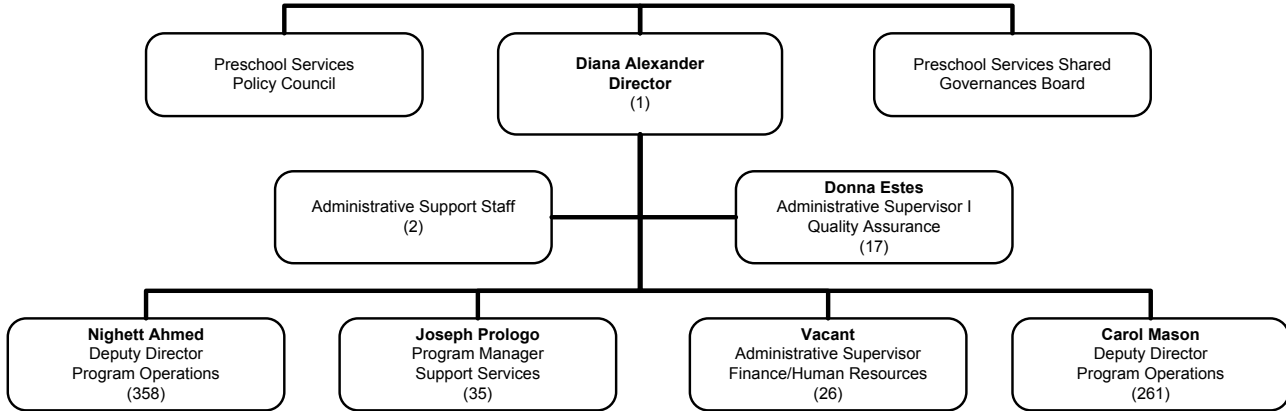 Preschool Services
Policy Council
Diana Alexander
Director
(1)
Preschool Services Shared
Governances Board
Administrative Support Staff
(2)
Donna Estes
Administrative Supervisor I
Quality Assurance
(17)
Nighett Ahmed
Deputy Director
Program Operations
(358)
Joseph Prologo
Program Manager
Support Services
(35)
Vacant
Administrative Supervisor
Finance/Human Resources
(26)
Carol Mason
Deputy Director
Program Operations
(261)